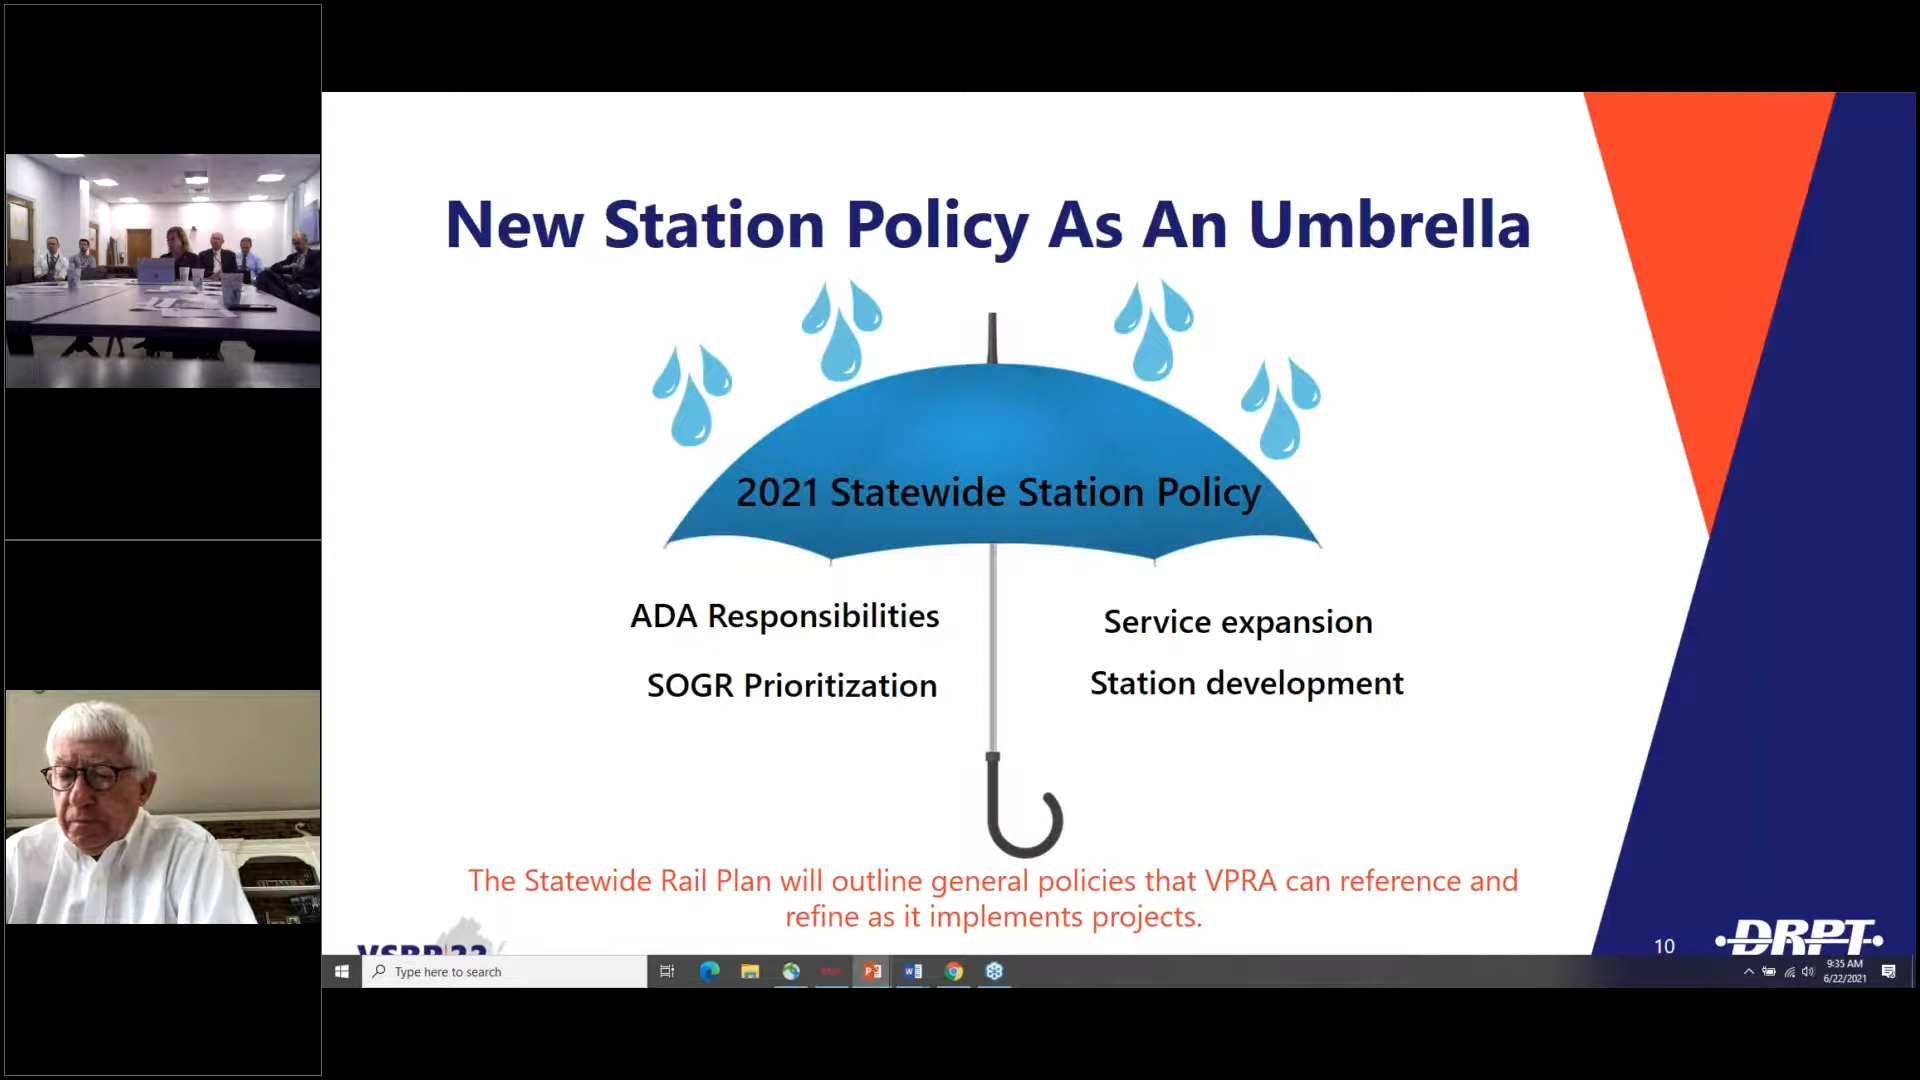 New Station Policy As An Umbrella
2021 Statewide Station Policy
ADA Responsibilities
Service expansion
SOGR Prioritization
Station development
The Statewide Rail Plan will outline general policies that VPRA can reference and
refine as it implements projects.
10
DRPT
Type here to search
9:35 AM
6/22/2021